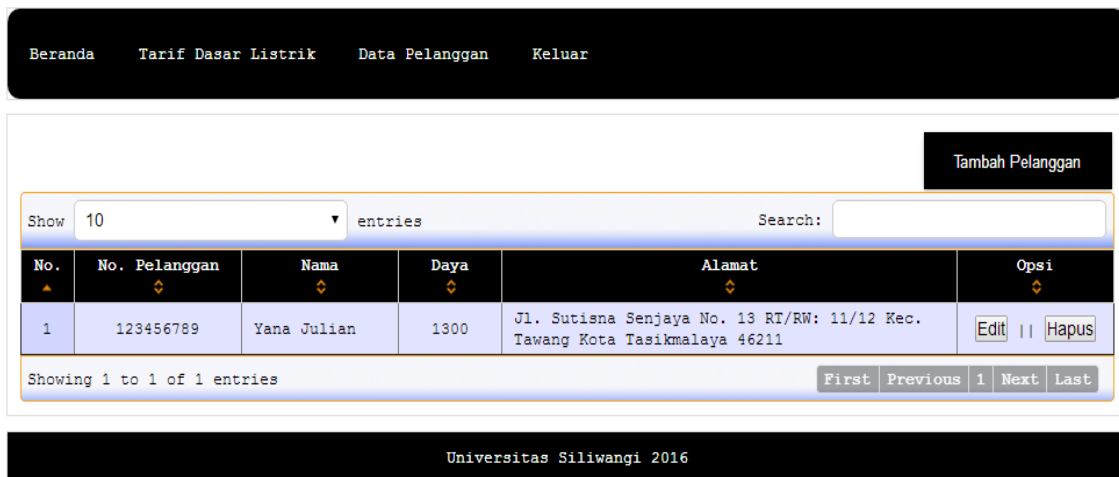 Beranda Tarif Dasar Listrik Data Pelanggan Keluar
Tambah Pelanggan
Show 10 entries Search:
No. No. Pelanggan Nama Daya Alamat Opsi
1 123456789 Yana Julian 1300 Jl. Sutisna Senjaya No. 13 RT/RW: 11/12 Kec. Edit || Hapus
Tawang Kota Tasikmalaya 46211
Showing 1 to 1 of 1 entries First Previous 1 Next Last
Universitas Siliwangi 2016